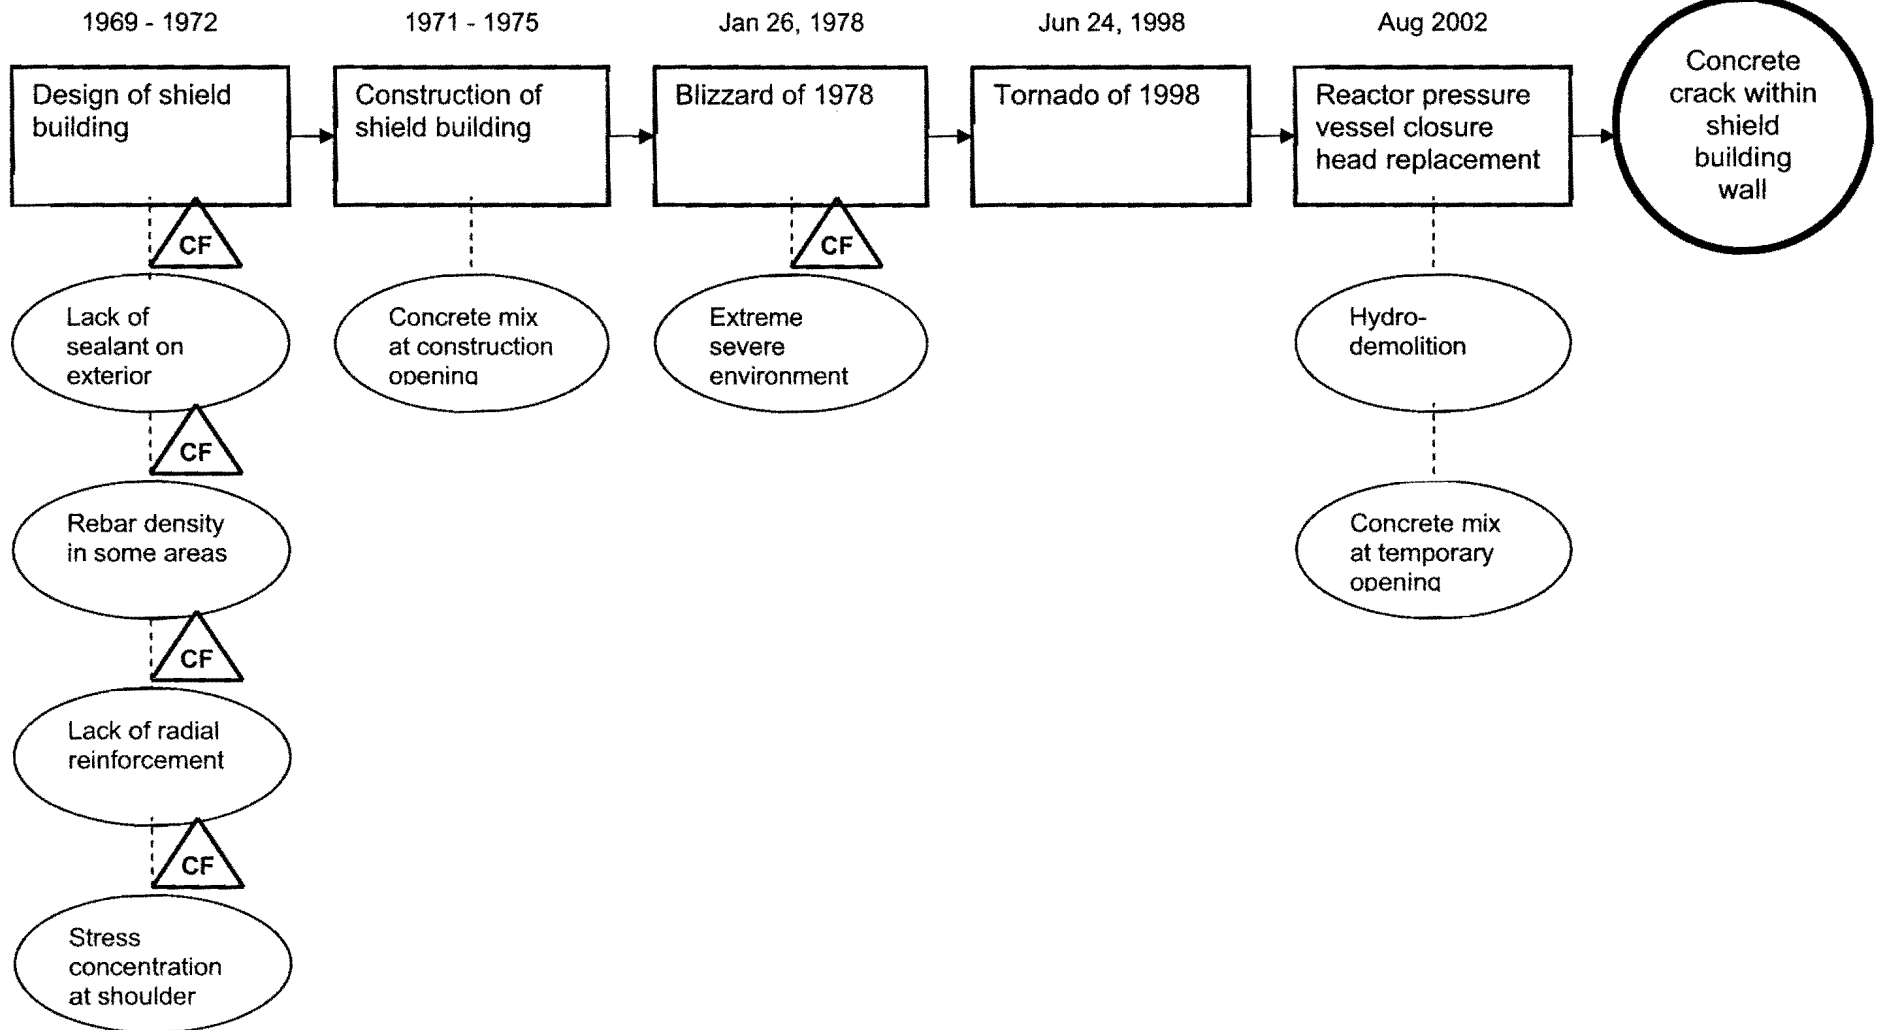 1969 - 1972
1971 - 1975
Jan 26, 1978
Jun 24, 1998
Aug 2002
Design of shield
building
Construction of
shield building
Blizzard of 1978
Tornado of 1998
Reactor pressure
vessel closure
head replacement
Concrete
crack within
shield
building
wall
CF
CF
Lack of
sealant on
exterior
Concrete mix
at construction
opening
Extreme
severe
environment
Hydro-
demolition
CF
Rebar density
in some areas
Concrete mix
at temporary
opening
CF
Lack of radial
reinforcement
CF
Stress
concentration
at shoulder